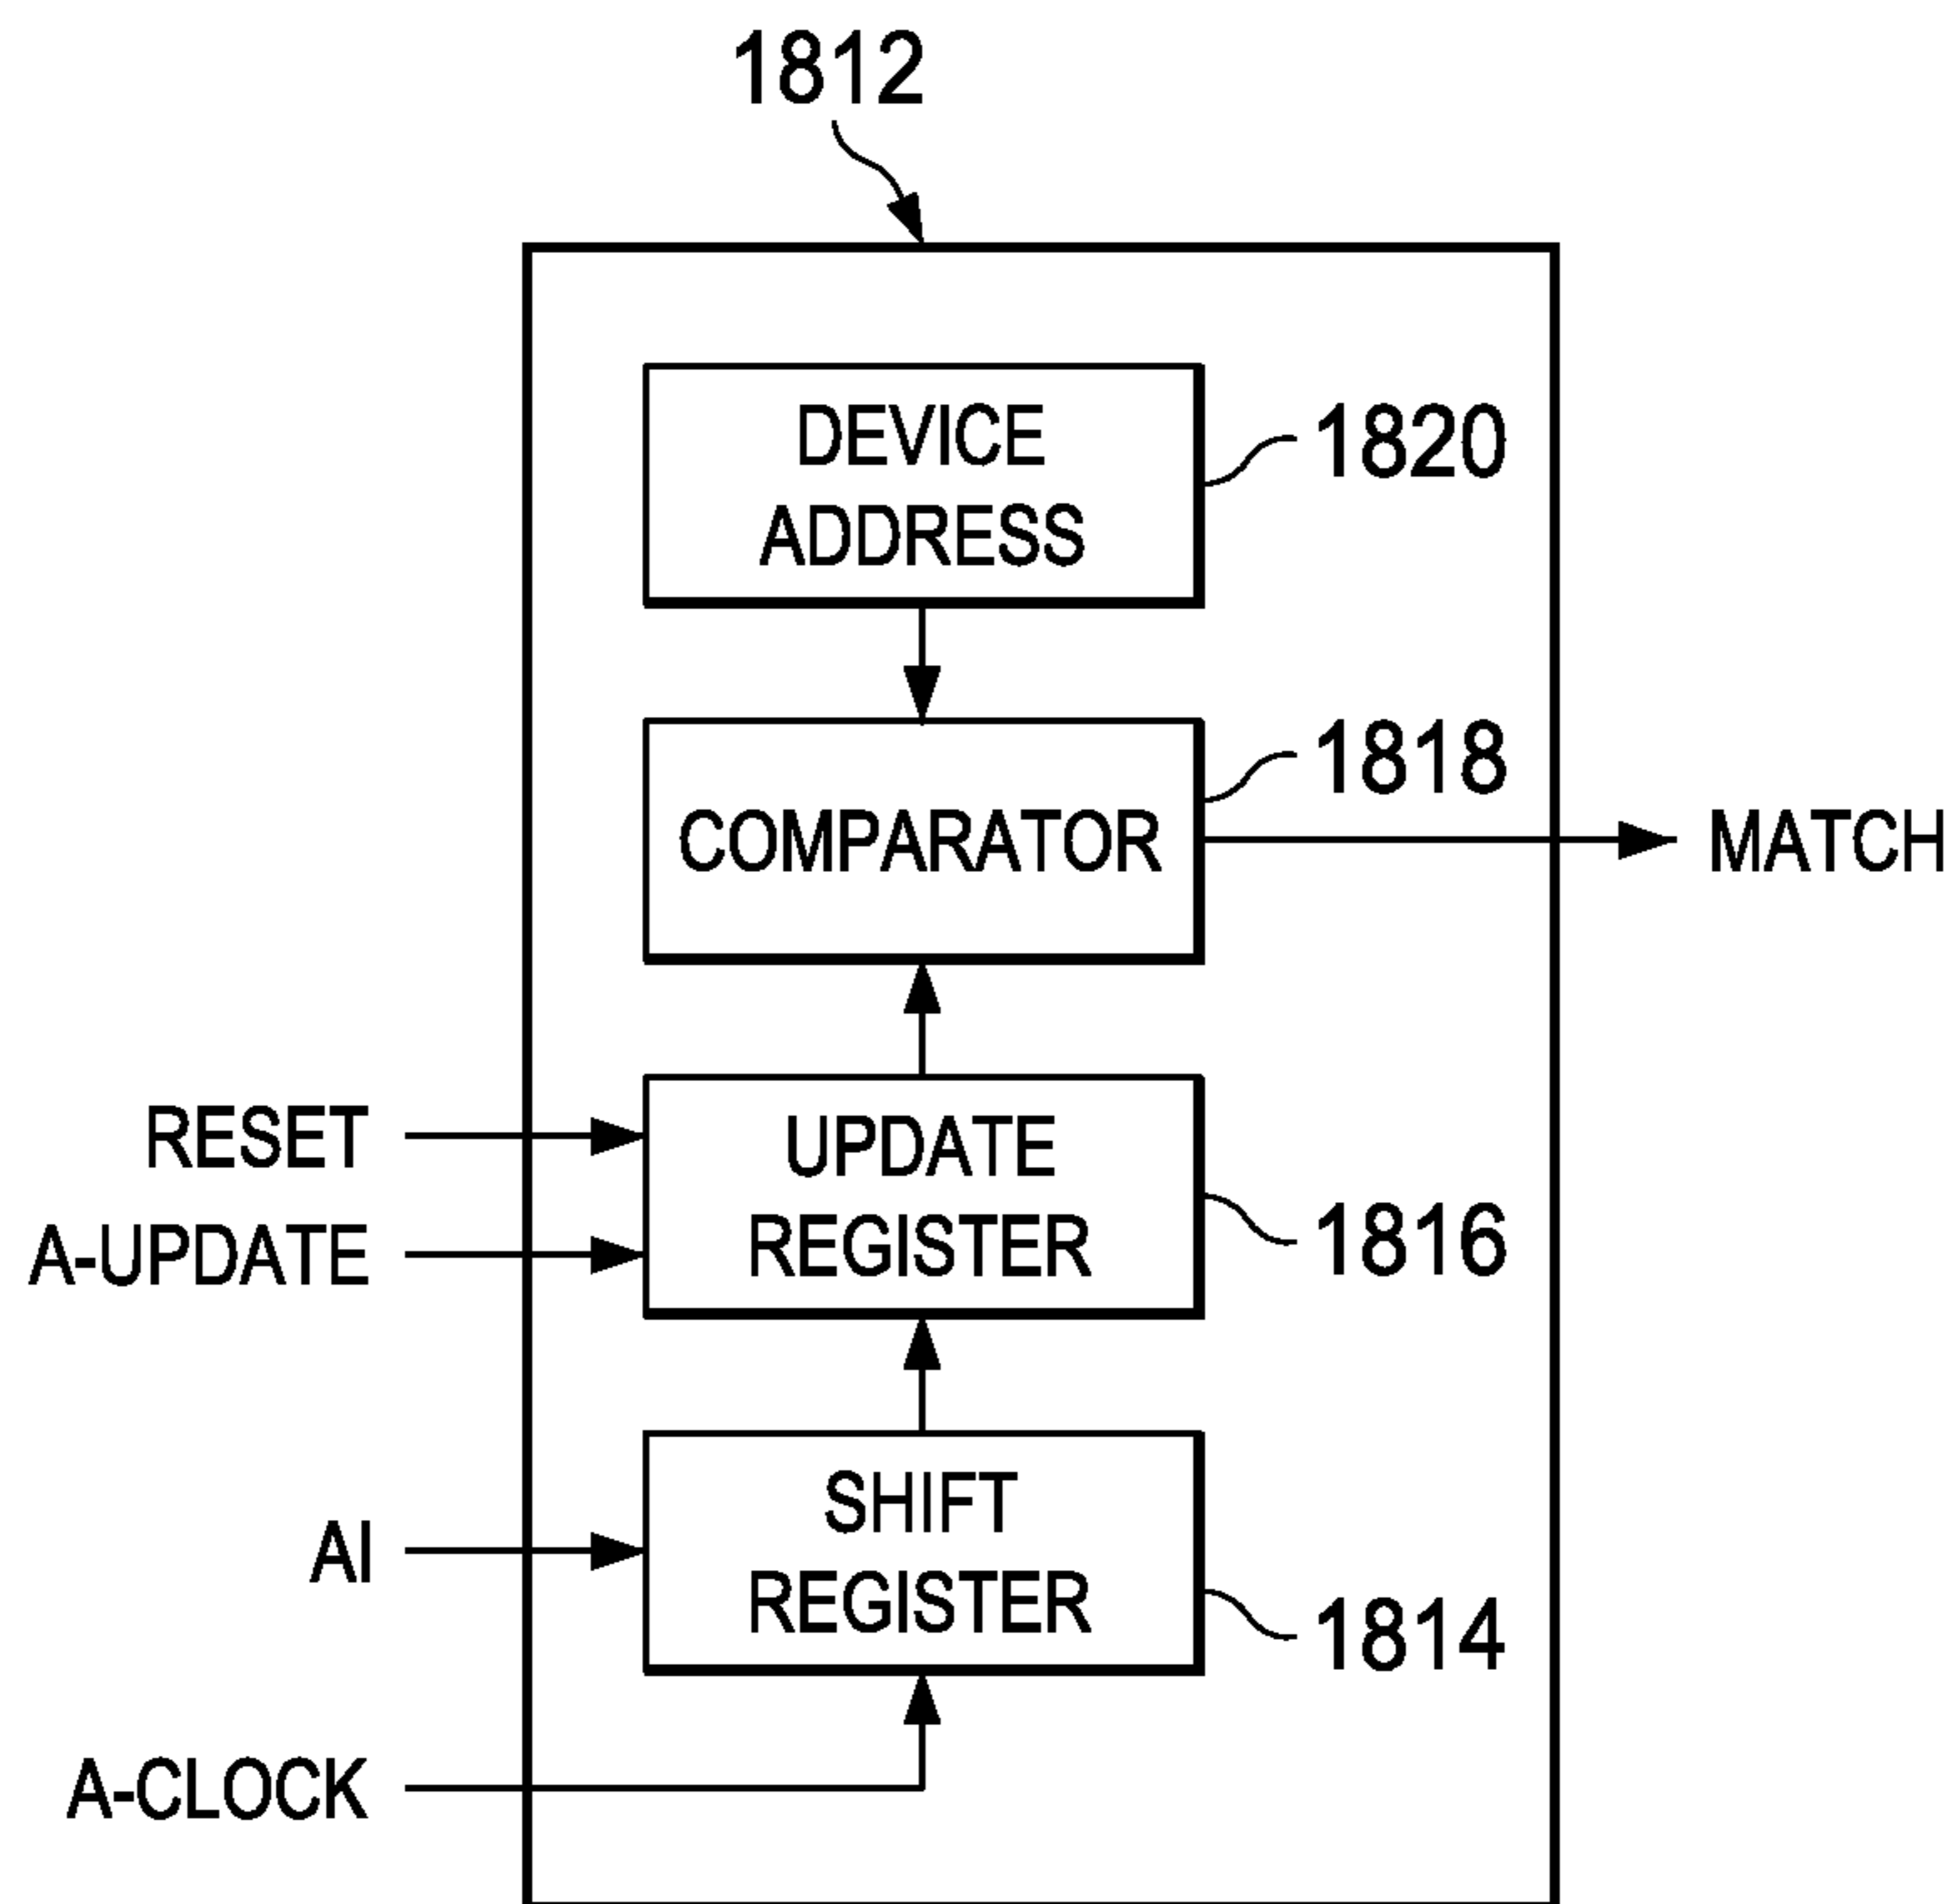 1812
DEVICE
ADDRESS
1820
COMPARATOR
1818
MATCH
RESET
A-UPDATE
UPDATE
REGISTER
1816
AI
SHIFT
REGISTER
1814
A-CLOCK